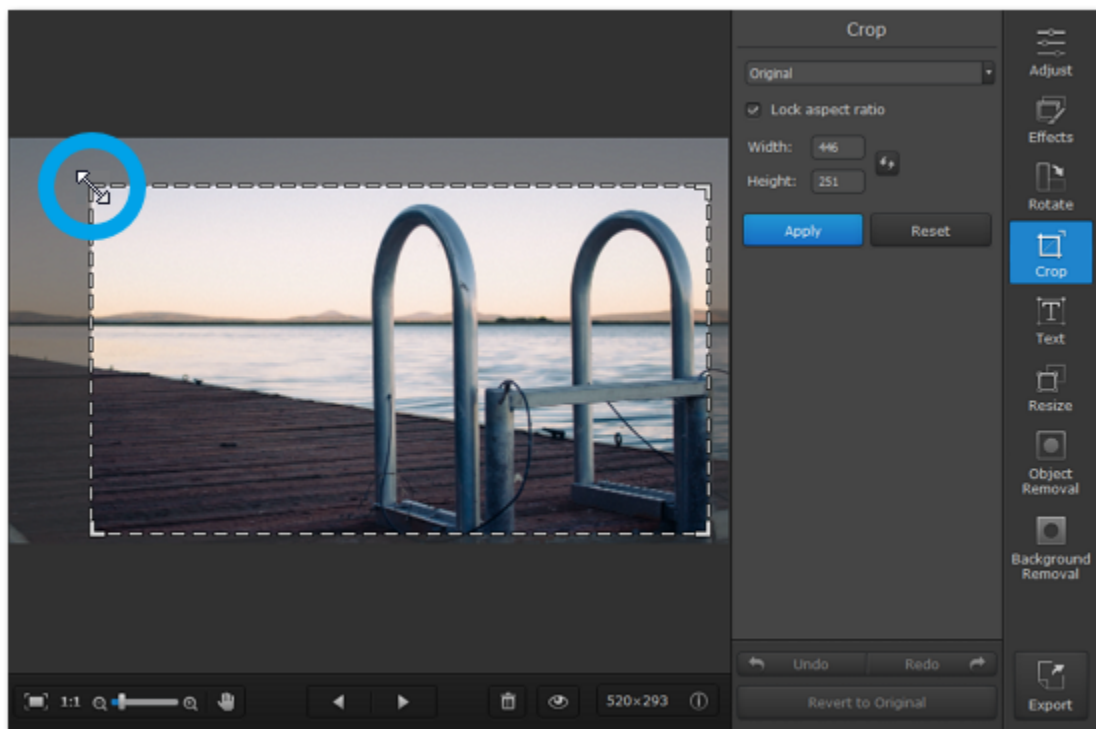 Crop
Original
Lock aspect ratio
Width: 446
Height: 251
Apply
Reset
Adjust
Effects
Rotate
Crop
Text
Resize
Object
Removal
Background
Removal
1:1
520×293
Undo
Redo
Revert to Original
Export